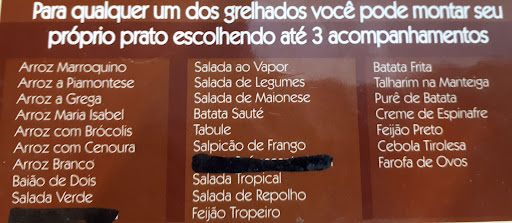 Para qualquer um dos grelhados você pode montar seu
próprio prato escolhendo até 3 acompanhamentos
Arroz Marroquino
Arroz a Piamontese
Arroz a Grega
Arroz Maria Isabel
Arroz com Brócolis
Arroz com Cenoura
Arroz Branco
Baião de Dois
Salada Verde
Salada ao Vapor
Salada de Legumes
Salada de Maionese
Batata Sauté
Tabule
Salpicão de Frango
Salada Tropical
Salada de Repolho
Feijão Tropeiro
Batata Frita
Talharim na Manteiga
Purê de Batata
Creme de Espinafre
Feijão Preto
Cebola Tirolesa
Farofa de Ovos